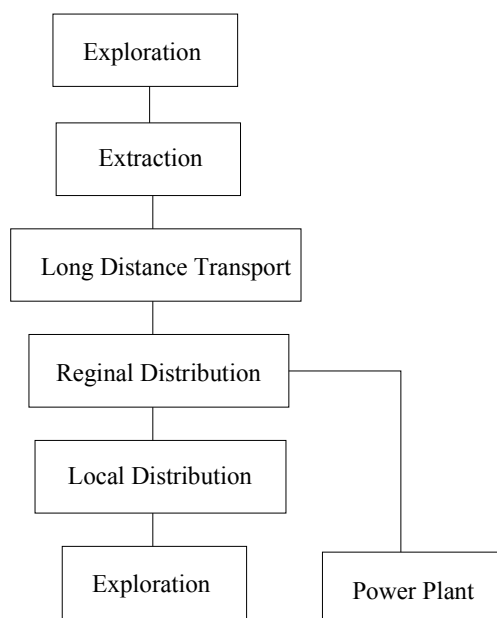 Exploration
Extraction
Long Distance Transport
Reginal Distribution
Local Distribution
Exploration
Power Plant